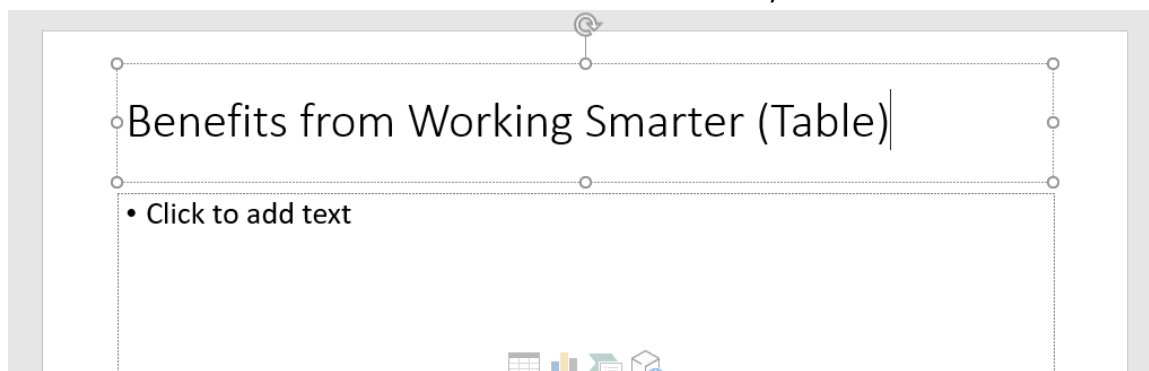 Benefits from Working Smarter (Table)
• Click to add text